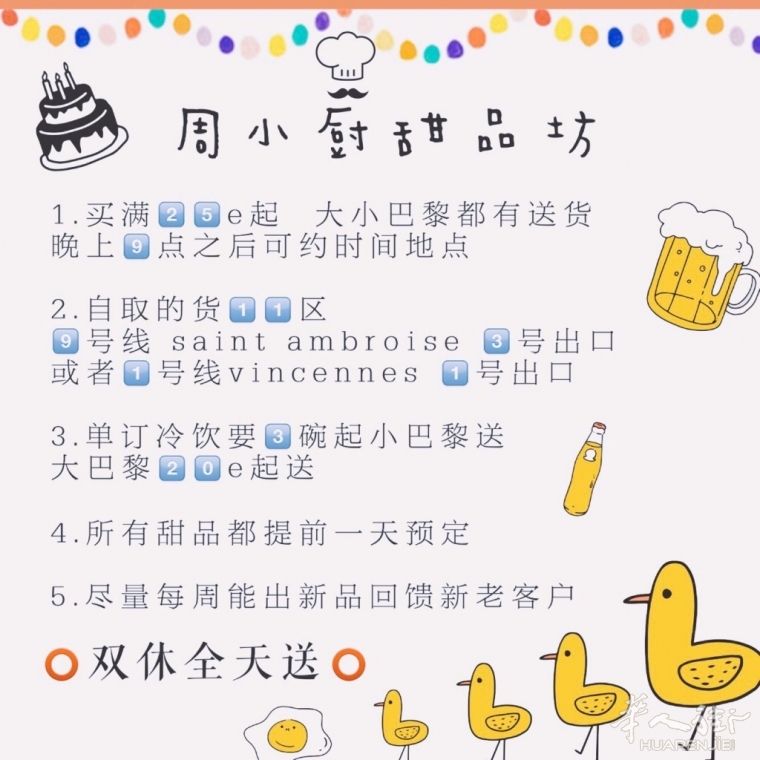 周小厨甜品坊
1.买满25e起 大小巴黎都有送货
晚上9点之后可约时间地点
2.自取的货11区
9号线 saint ambroise 3号出口
或者1号线vincennes 1号出口
3.单订冷饮要3碗起小巴黎送
大巴黎20e起送
4.所有甜品都提前一天预定
5.尽量每周能出新品回馈新老客户
⭕双休全天送⭕
华人街
HUARENJIE